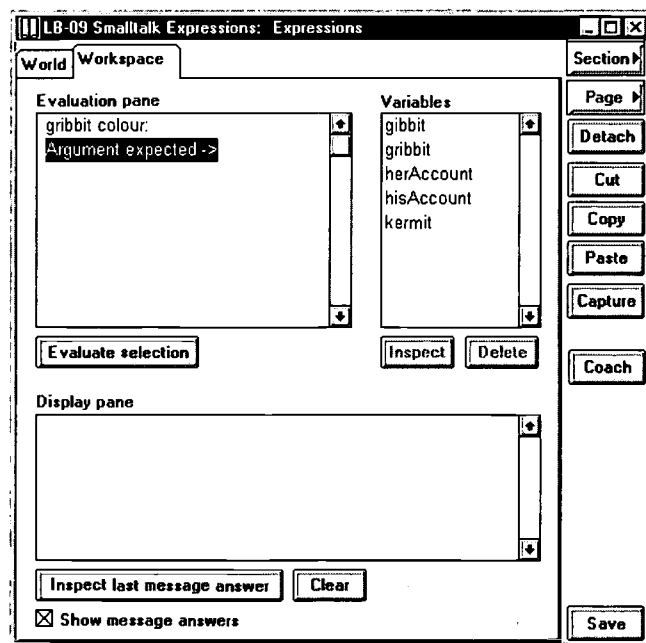 LB-09 Smalltalk Expressions: Expressions
World
Workspace
Evaluation pane
gribbit colour:
Argument expected ->
Evaluate selection
Variables
gibbit
gribbit
herAccount
hisAccount
kermit
Inspect
Delete
Display pane
Inspect last message answer
Clear
Show message answers
Section
Page
Detach
Cut
Copy
Paste
Capture
Coach
Save